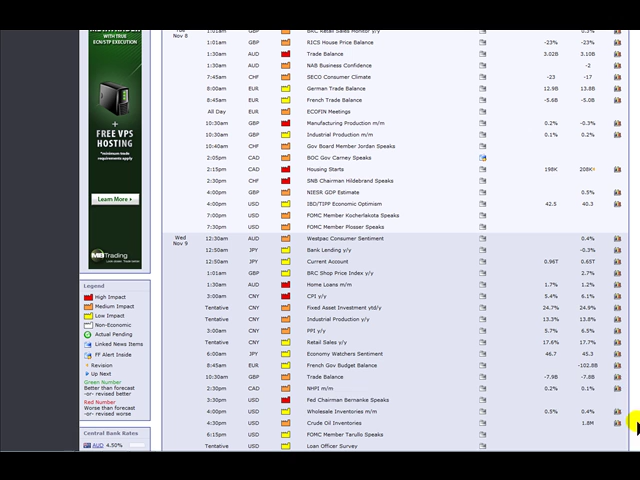 WITH TRUE
ECN/STP EXECUTION
+
FREE VPS
HOSTING
*minimum trade
requirements apply
Learn More
MB Trading
Legend
High Impact
Medium Impact
Low Impact
Non-Economic
Actual Pending
Linked News Items
FF Alert Inside
Revision
Up Next
Green Number
Better than forecast
-or- revised better
Red Number
Worse than forecast
-or- revised worse
Central Bank Rates
AUD 4.50%
Tue 1:01am GBP BRC Retail Sales Monitor y/y 0.3%
Nov 8 1:01am GBP RICS House Price Balance -23% -23%
1:30am AUD Trade Balance 3.02B 3.10B
1:30am AUD NAB Business Confidence -2
7:45am CHF SECO Consumer Climate -23 -17
8:00am EUR German Trade Balance 12.9B 13.8B
8:45am EUR French Trade Balance -5.6B -5.0B
All Day EUR ECOFIN Meetings
10:30am GBP Manufacturing Production m/m 0.2% -0.3%
10:30am GBP Industrial Production m/m 0.1% 0.2%
10:40am CHF Gov Board Member Jordan Speaks
2:05pm CAD BOC Gov Carney Speaks
2:15pm CAD Housing Starts 198K 208K
2:30pm CHF SNB Chairman Hildebrand Speaks
4:00pm GBP NIESR GDP Estimate 0.5%
4:00pm USD IBD/TIPP Economic Optimism 42.5 40.3
7:00pm USD FOMC Member Kocherlakota Speaks
7:30pm USD FOMC Member Plosser Speaks
Wed 12:30am AUD Westpac Consumer Sentiment 0.4%
Nov 9 12:50am JPY Bank Lending y/y -0.3%
12:50am JPY Current Account 0.96T 0.65T
1:01am GBP BRC Shop Price Index y/y 2.7%
1:30am AUD Home Loans m/m 1.7% 1.2%
3:00am CNY CPI y/y 5.4% 6.1%
Tentative CNY Fixed Asset Investment ytd/y 24.7% 24.9%
Tentative CNY Industrial Production y/y 13.3% 13.8%
3:00am CNY PPI y/y 5.7% 6.5%
Tentative CNY Retail Sales y/y 17.6% 17.7%
6:00am JPY Economy Watchers Sentiment 46.7 45.3
8:45am EUR French Gov Budget Balance -102.8B
10:30am GBP Trade Balance -7.9B -7.8B
2:30pm CAD NHPI m/m 0.2% 0.1%
3:30pm USD Fed Chairman Bernanke Speaks
4:00pm USD Wholesale Inventories m/m 0.5% 0.4%
4:30pm USD Crude Oil Inventories 1.8M
6:15pm USD FOMC Member Tarullo Speaks
Tentative USD Loan Officer Survey